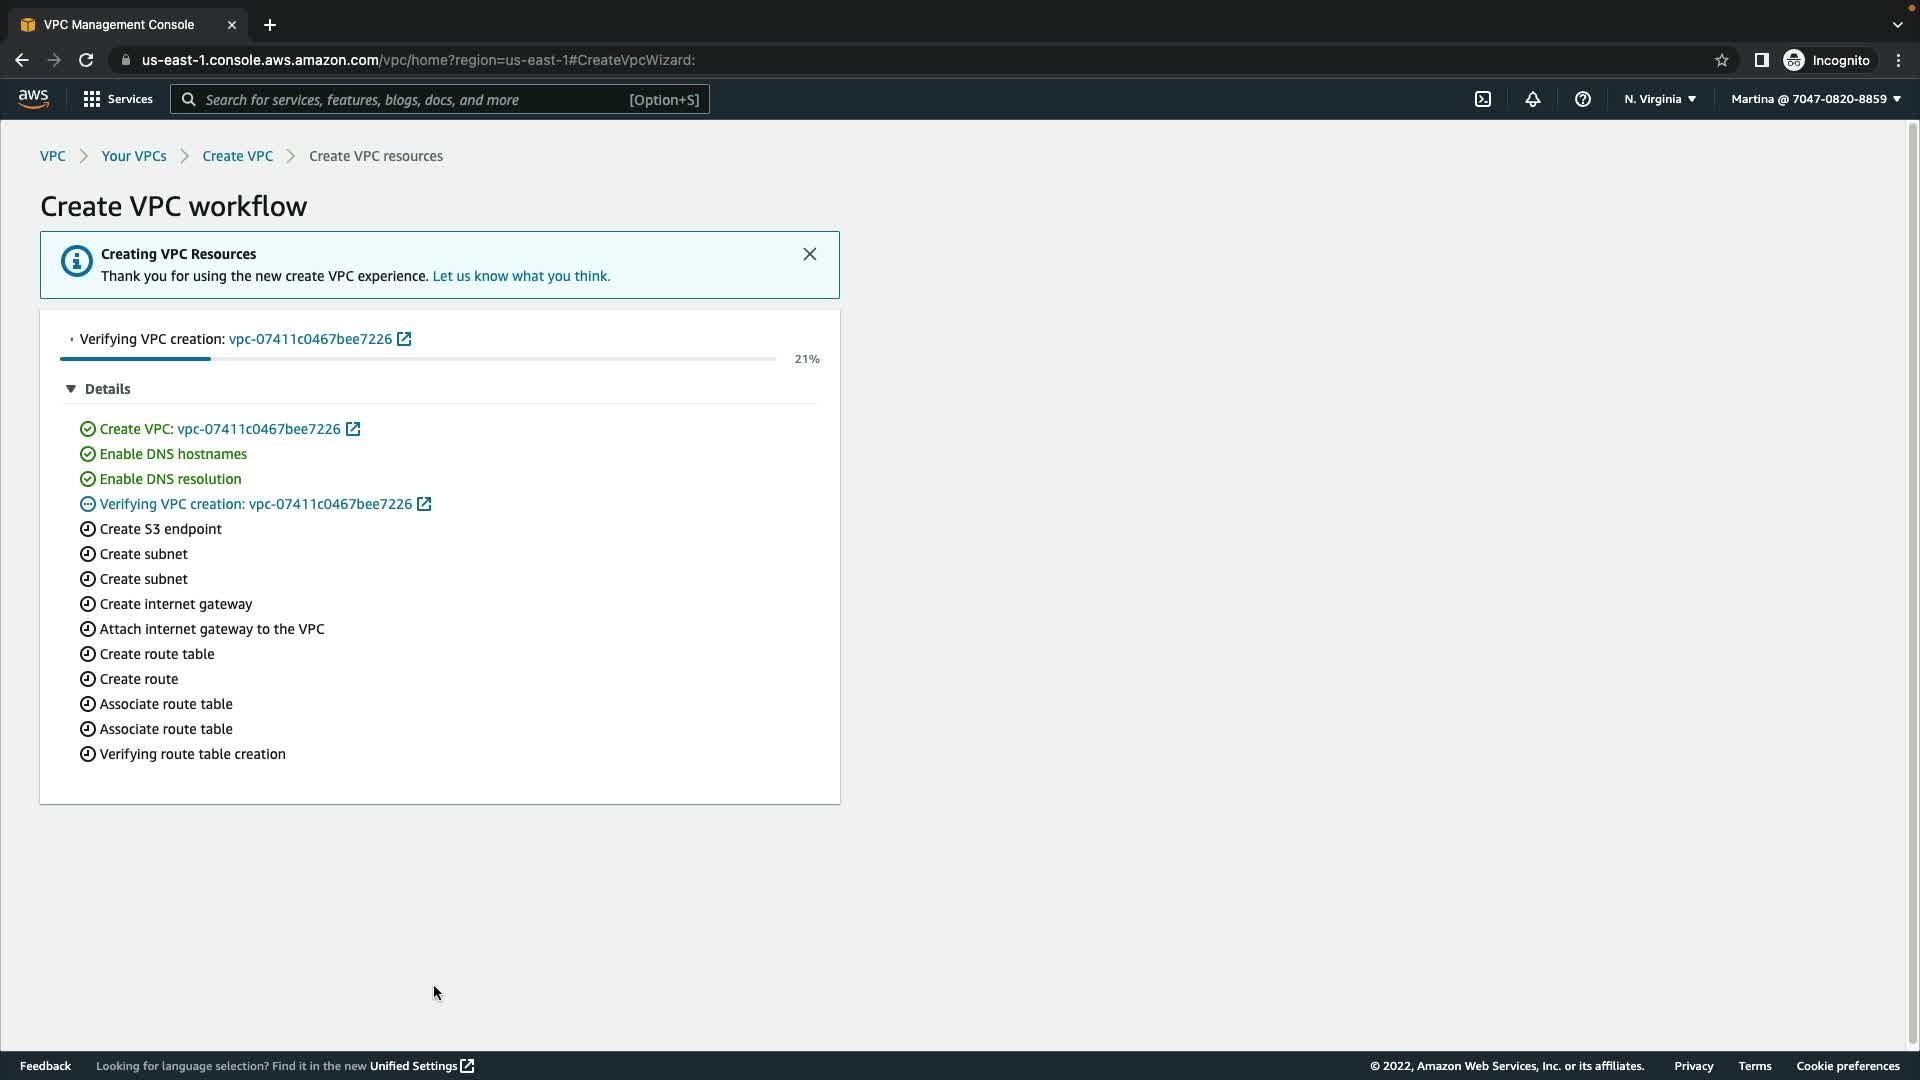 VPC Management Console
us-east-1.console.aws.amazon.com/vpc/home?region=us-east-1#CreateVpcWizard:
Incognito
aws
Services
Search for services, features, blogs, docs, and more [Option+S]
N. Virginia
Martina @ 7047-0820-8859
VPC
Your VPCs
Create VPC
Create VPC resources
Create VPC workflow
Creating VPC Resources
Thank you for using the new create VPC experience. Let us know what you think.
Verifying VPC creation: vpc-07411c0467bee7226
21%
Details
Create VPC: vpc-07411c0467bee7226
Enable DNS hostnames
Enable DNS resolution
Verifying VPC creation: vpc-07411c0467bee7226
Create S3 endpoint
Create subnet
Create subnet
Create internet gateway
Attach internet gateway to the VPC
Create route table
Create route
Associate route table
Associate route table
Verifying route table creation
Feedback
Looking for language selection? Find it in the new Unified Settings
© 2022, Amazon Web Services, Inc. or its affiliates.
Privacy
Terms
Cookie preferences